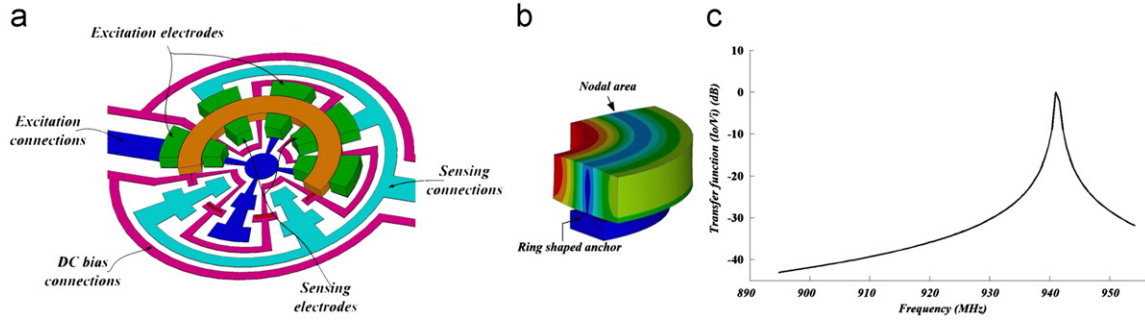 a
Excitation electrodes
Excitation
connections
Sensing
connections
DC bias
connections
Sensing
electrodes
b
Nodal area
Ring shaped anchor
c
Transfer function (Io/Vi) (dB)
10
0
-10
-20
-30
-40
890
900
910
920
930
940
950
Frequency (MHz)